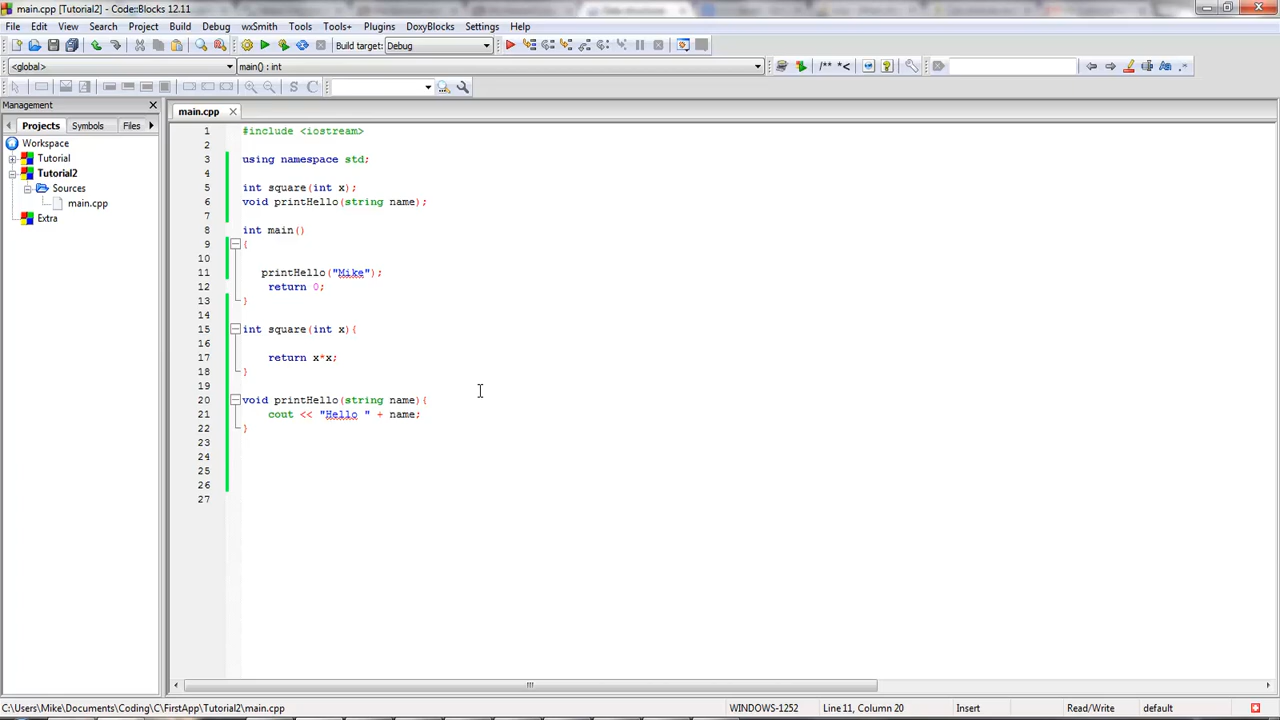 main.cpp [Tutorial2] - Code::Blocks 12.11
File Edit View Search Project Build Debug wxSmith Tools Tools+ Plugins DoxyBlocks Settings Help
Build target: Debug
<global> main() : int
/** *<
S C
Management
main.cpp
Projects Symbols Files
Workspace
Tutorial
Tutorial2
Sources
main.cpp
Extra
1 #include <iostream>
2
3 using namespace std;
4
5 int square(int x);
6 void printHello(string name);
7
8 int main()
9 {
10
11 printHello("Mike");
12 return 0;
13 }
14
15 int square(int x){
16
17 return x*x;
18 }
19
20 void printHello(string name){
21 cout << "Hello " + name;
22 }
23
24
25
26
27
C:\Users\Mike\Documents\Coding\C\FirstApp\Tutorial2\main.cpp WINDOWS-1252 Line 11, Column 20 Insert Read/Write default